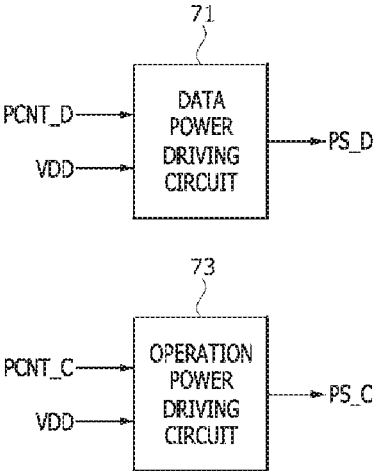 71
PCNT_D
VDD
DATA
POWER
DRIVING
CIRCUIT
PS_D
73
PCNT_C
VDD
OPERATION
POWER
DRIVING
CIRCUIT
PS_C